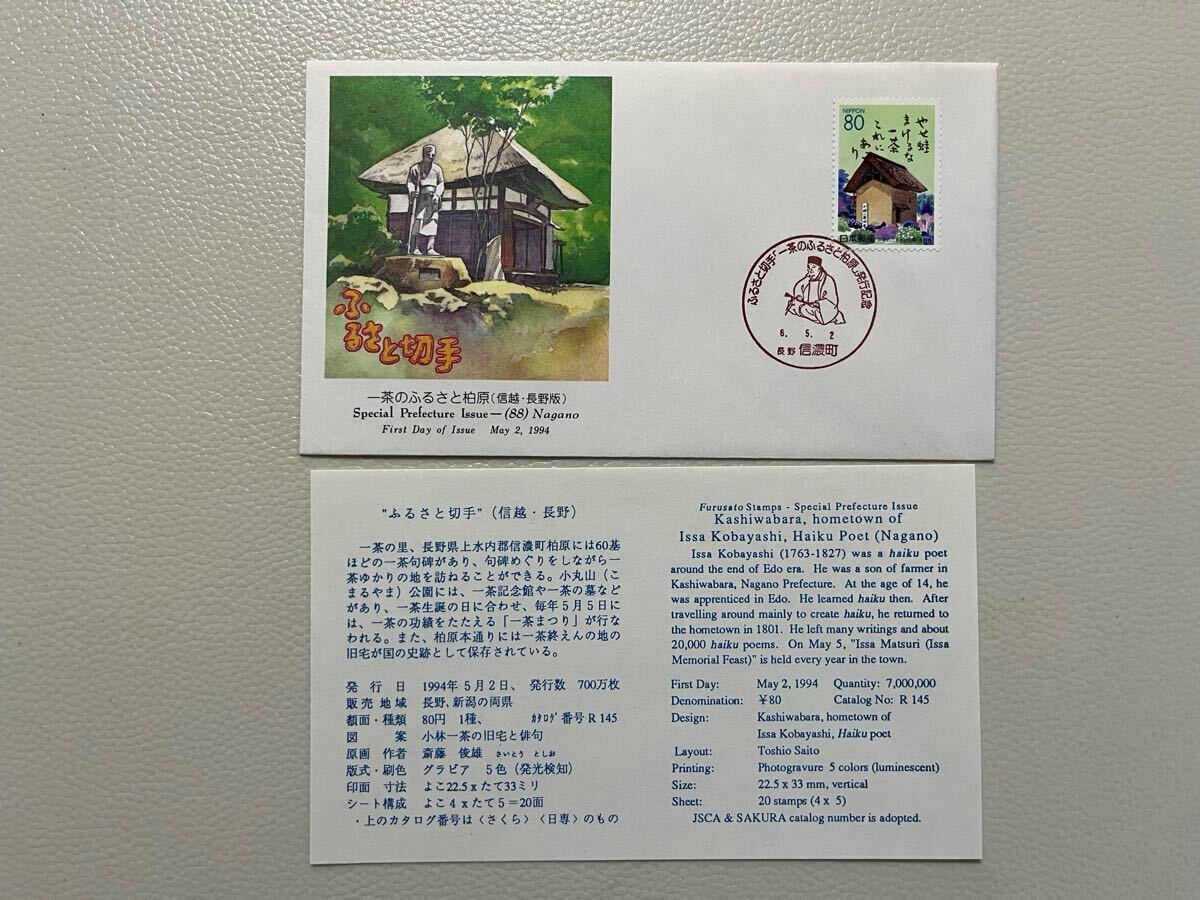 ふるさと切手
一茶のふるさと柏原(信越・長野版)
Special Prefecture Issue—(88) Nagano
First Day of Issue May 2, 1994
NIPPON
80
やせ蛙
まけるな
一茶
これに
あり
日本郵便
ふるさと切手「一茶のふるさと柏原」発行記念
6. 5. 2
長野 信濃町
"ふるさと切手" (信越・長野)
一茶の里、長野県上水内郡信濃町柏原には60基
ほどの一茶句碑があり、句碑めぐりをしながら一
茶ゆかりの地を訪ねることができる。小丸山(こ
まるやま)公園には、一茶記念館や一茶の墓など
があり、一茶生誕の日に合わせ、毎年5月5日に
は、一茶の功績をたたえる「一茶まつり」が行な
われる。また、柏原本通りには一茶終えんの地の
旧宅が国の史跡として保存されている。
発行日 1994年5月2日、 発行数 700万枚
販売地域 長野、新潟の両県
額面・種類 80円 1種、 ｶﾀﾛｸﾞ番号R 145
図案 小林一茶の旧宅と俳句
原画作者 斎藤 俊雄 さいとう としお
版式・刷色 グラビア 5色(発光検知)
印面寸法 よこ22.5xたて33ミリ
シート構成 よこ4xたて5=20面
・上のカタログ番号は〈さくら〉〈日専〉のもの
Furusato Stamps - Special Prefecture Issue
Kashiwabara, hometown of
Issa Kobayashi, Haiku Poet (Nagano)
Issa Kobayashi (1763-1827) was a haiku poet
around the end of Edo era. He was a son of farmer in
Kashiwabara, Nagano Prefecture. At the age of 14, he
was apprenticed in Edo. He learned haiku then. After
travelling around mainly to create haiku, he returned to
the hometown in 1801. He left many writings and about
20,000 haiku poems. On May 5, "Issa Matsuri (Issa
Memorial Feast)" is held every year in the town.
First Day: May 2, 1994 Quantity: 7,000,000
Denomination: ¥80 Catalog No: R 145
Design: Kashiwabara, hometown of
Issa Kobayashi, Haiku poet
Layout: Toshio Saito
Printing: Photogravure 5 colors (luminescent)
Size: 22.5 x 33 mm, vertical
Sheet: 20 stamps (4 x 5)
JSCA & SAKURA catalog number is adopted.